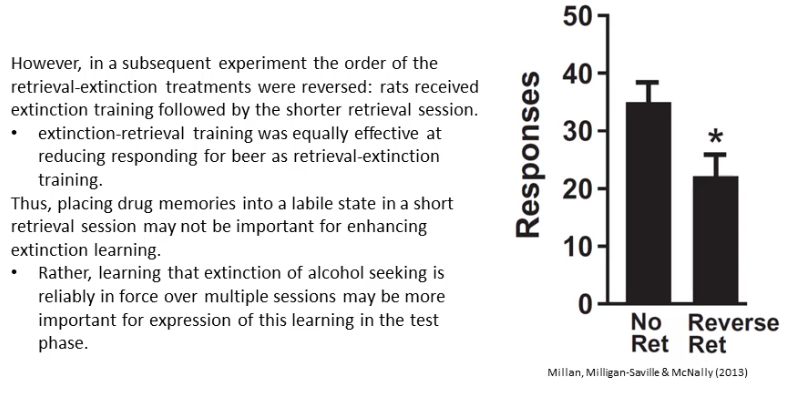 However, in a subsequent experiment the order of the
retrieval-extinction treatments were reversed: rats received
extinction training followed by the shorter retrieval session.
• extinction-retrieval training was equally effective at
reducing responding for beer as retrieval-extinction
training.
Thus, placing drug memories into a labile state in a short
retrieval session may not be important for enhancing
extinction learning.
• Rather, learning that extinction of alcohol seeking is
reliably in force over multiple sessions may be more
important for expression of this learning in the test
phase.
Responses
50
40
30
20
10
0
*
No Reverse
Ret Ret
Millan, Milligan-Saville & McNally (2013)